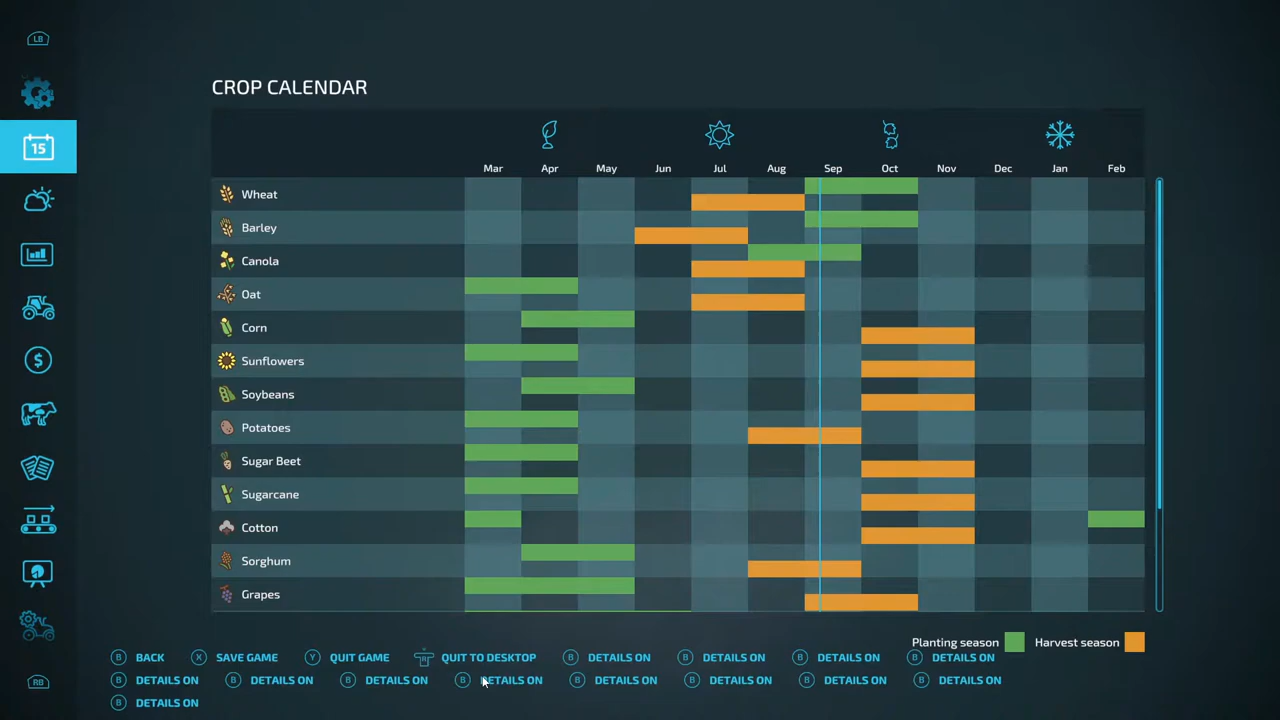 LB
CROP CALENDAR
15
Mar Apr May Jun Jul Aug Sep Oct Nov Dec Jan Feb
Wheat
Barley
Canola
Oat
Corn
Sunflowers
Soybeans
Potatoes
$
Sugar Beet
Sugarcane
Cotton
Sorghum
Grapes
Planting season Harvest season
B BACK X SAVE GAME Y QUIT GAME QUIT TO DESKTOP B DETAILS ON B DETAILS ON B DETAILS ON B DETAILS ON
RB B DETAILS ON B DETAILS ON B DETAILS ON B DETAILS ON B DETAILS ON B DETAILS ON B DETAILS ON B DETAILS ON
B DETAILS ON